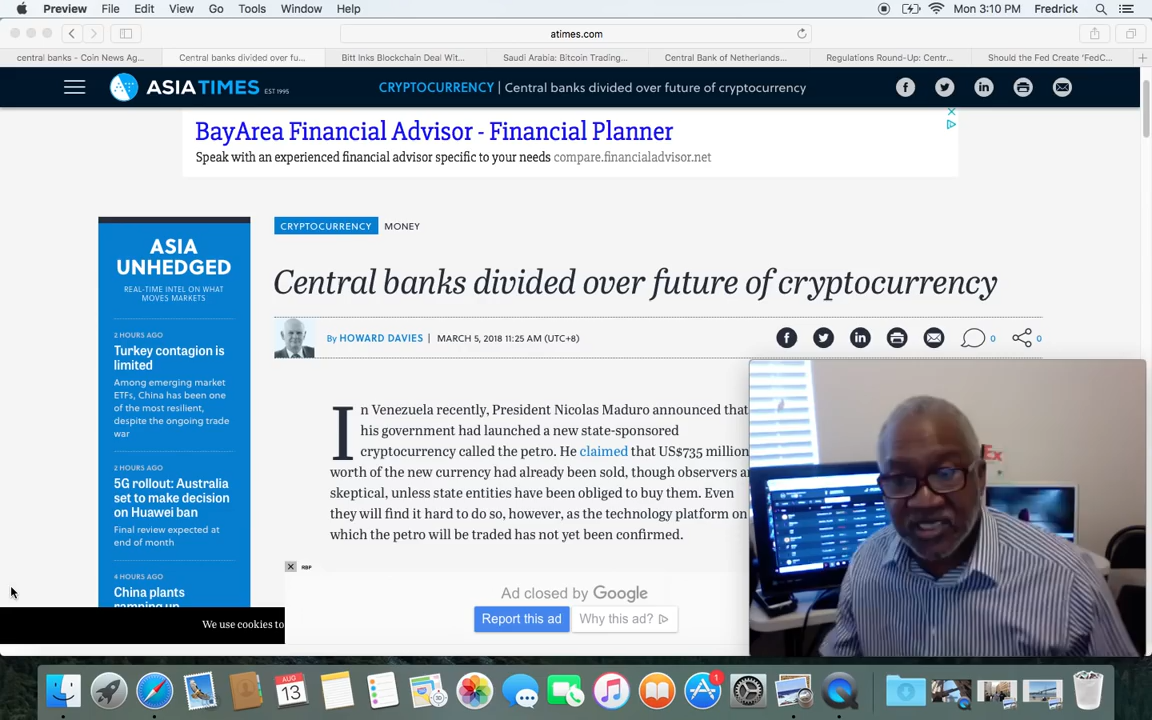 Preview File Edit View Go Tools Window Help Mon 3:10 PM Fredrick
atimes.com
central banks - Coin News Ag... Central banks divided over fu... Bitt Inks Blockchain Deal Wit... Saudi Arabia: Bitcoin Trading... Central Bank of Netherlands... Regulations Round-Up: Centr... Should the Fed Create 'FedC...
ASIA TIMES EST 1995 CRYPTOCURRENCY | Central banks divided over future of cryptocurrency
BayArea Financial Advisor - Financial Planner
Speak with an experienced financial advisor specific to your needs compare.financialadvisor.net
CRYPTOCURRENCY MONEY
Central banks divided over future of cryptocurrency
By HOWARD DAVIES | MARCH 5, 2018 11:25 AM (UTC+8)
0 0
ASIA
UNHEDGED
REAL-TIME INTEL ON WHAT
MOVES MARKETS
2 HOURS AGO
Turkey contagion is
limited
Among emerging market
ETFs, China has been one
of the most resilient,
despite the ongoing trade
war
2 HOURS AGO
5G rollout: Australia
set to make decision
on Huawei ban
Final review expected at
end of month
4 HOURS AGO
China plants
ramping up
We use cookies to
In Venezuela recently, President Nicolas Maduro announced that
his government had launched a new state-sponsored
cryptocurrency called the petro. He claimed that US$735 million
worth of the new currency had already been sold, though observers a
skeptical, unless state entities have been obliged to buy them. Even
they will find it hard to do so, however, as the technology platform on
which the petro will be traded has not yet been confirmed.
RBP
Ad closed by Google
Report this ad Why this ad?
Ex
AUG
13
1